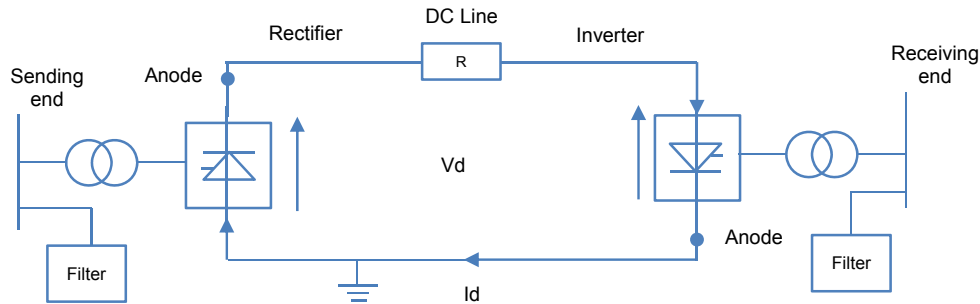 DC Line
Rectifier
Inverter
R
Sending
end
Anode
Receiving
end
Vd
Anode
Filter
Filter
Id